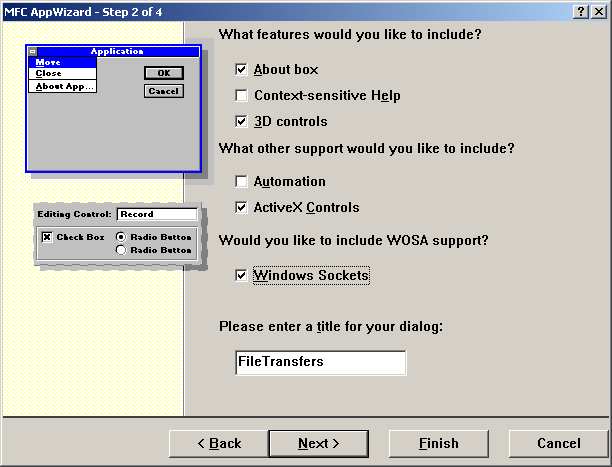 MFC AppWizard - Step 2 of 4
Application
Move
Close
About App...
OK
Cancel
Editing Control: Record
Check Box
Radio Button
Radio Button
What features would you like to include?
About box
Context-sensitive Help
3D controls
What other support would you like to include?
Automation
ActiveX Controls
Would you like to include WOSA support?
Windows Sockets
Please enter a title for your dialog:
FileTransfers
< Back
Next >
Finish
Cancel